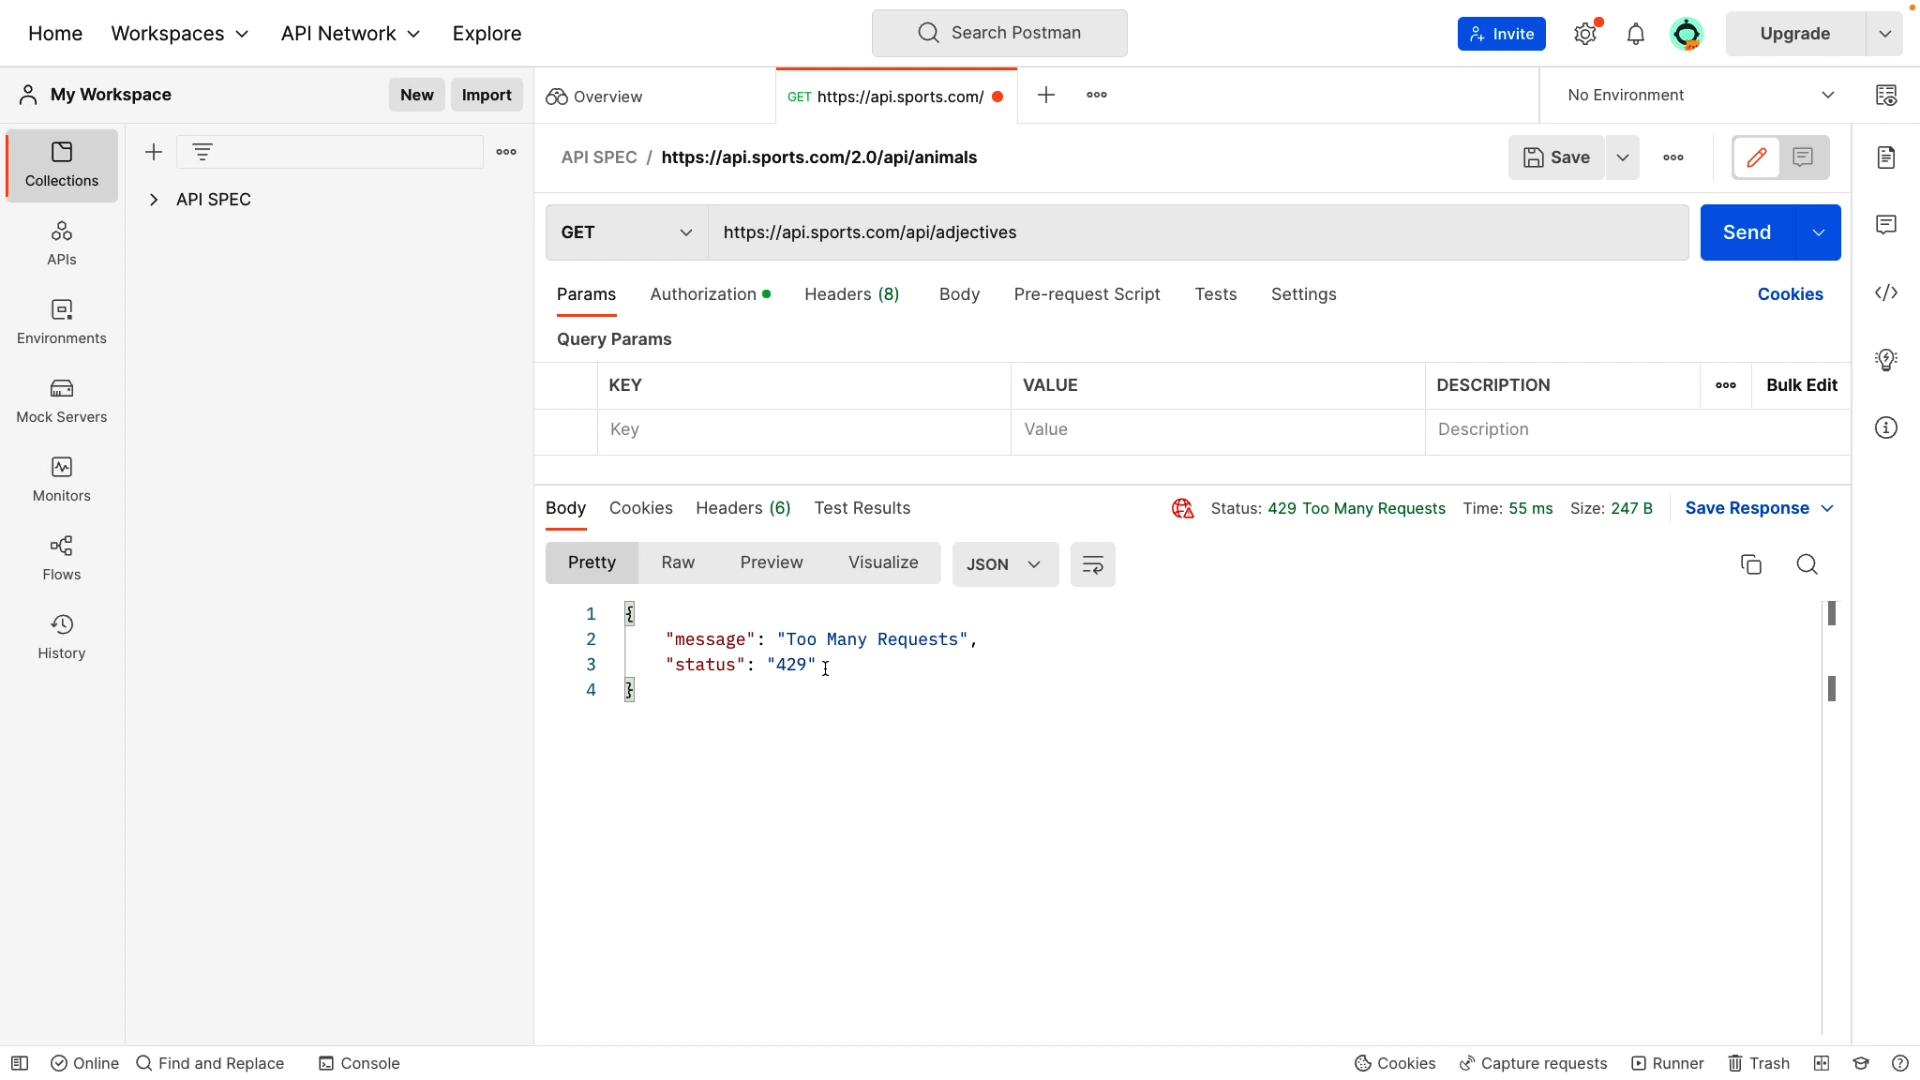 Home Workspaces API Network Explore Search Postman Invite Upgrade
My Workspace New Import Overview GET https://api.sports.com/ No Environment
Collections
API SPEC / https://api.sports.com/2.0/api/animals Save
API SPEC
APIs
Environments
Mock Servers
Monitors
Flows
History
GET https://api.sports.com/api/adjectives Send
Params Authorization Headers (8) Body Pre-request Script Tests Settings Cookies
Query Params
KEY VALUE DESCRIPTION Bulk Edit
Key Value Description
Body Cookies Headers (6) Test Results Status: 429 Too Many Requests Time: 55 ms Size: 247 B Save Response
Pretty Raw Preview Visualize JSON
1 {
2 "message": "Too Many Requests",
3 "status": "429"
4 }
Online Find and Replace Console Cookies Capture requests Runner Trash